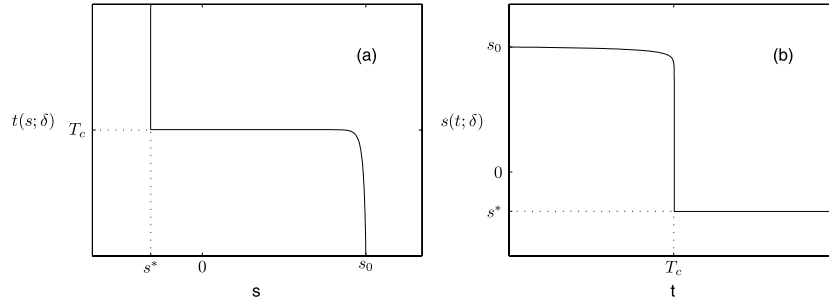 (a)
t(s; δ)
T_c
s*
0
s_0
s
(b)
s_0
s(t; δ)
0
s*
T_c
t